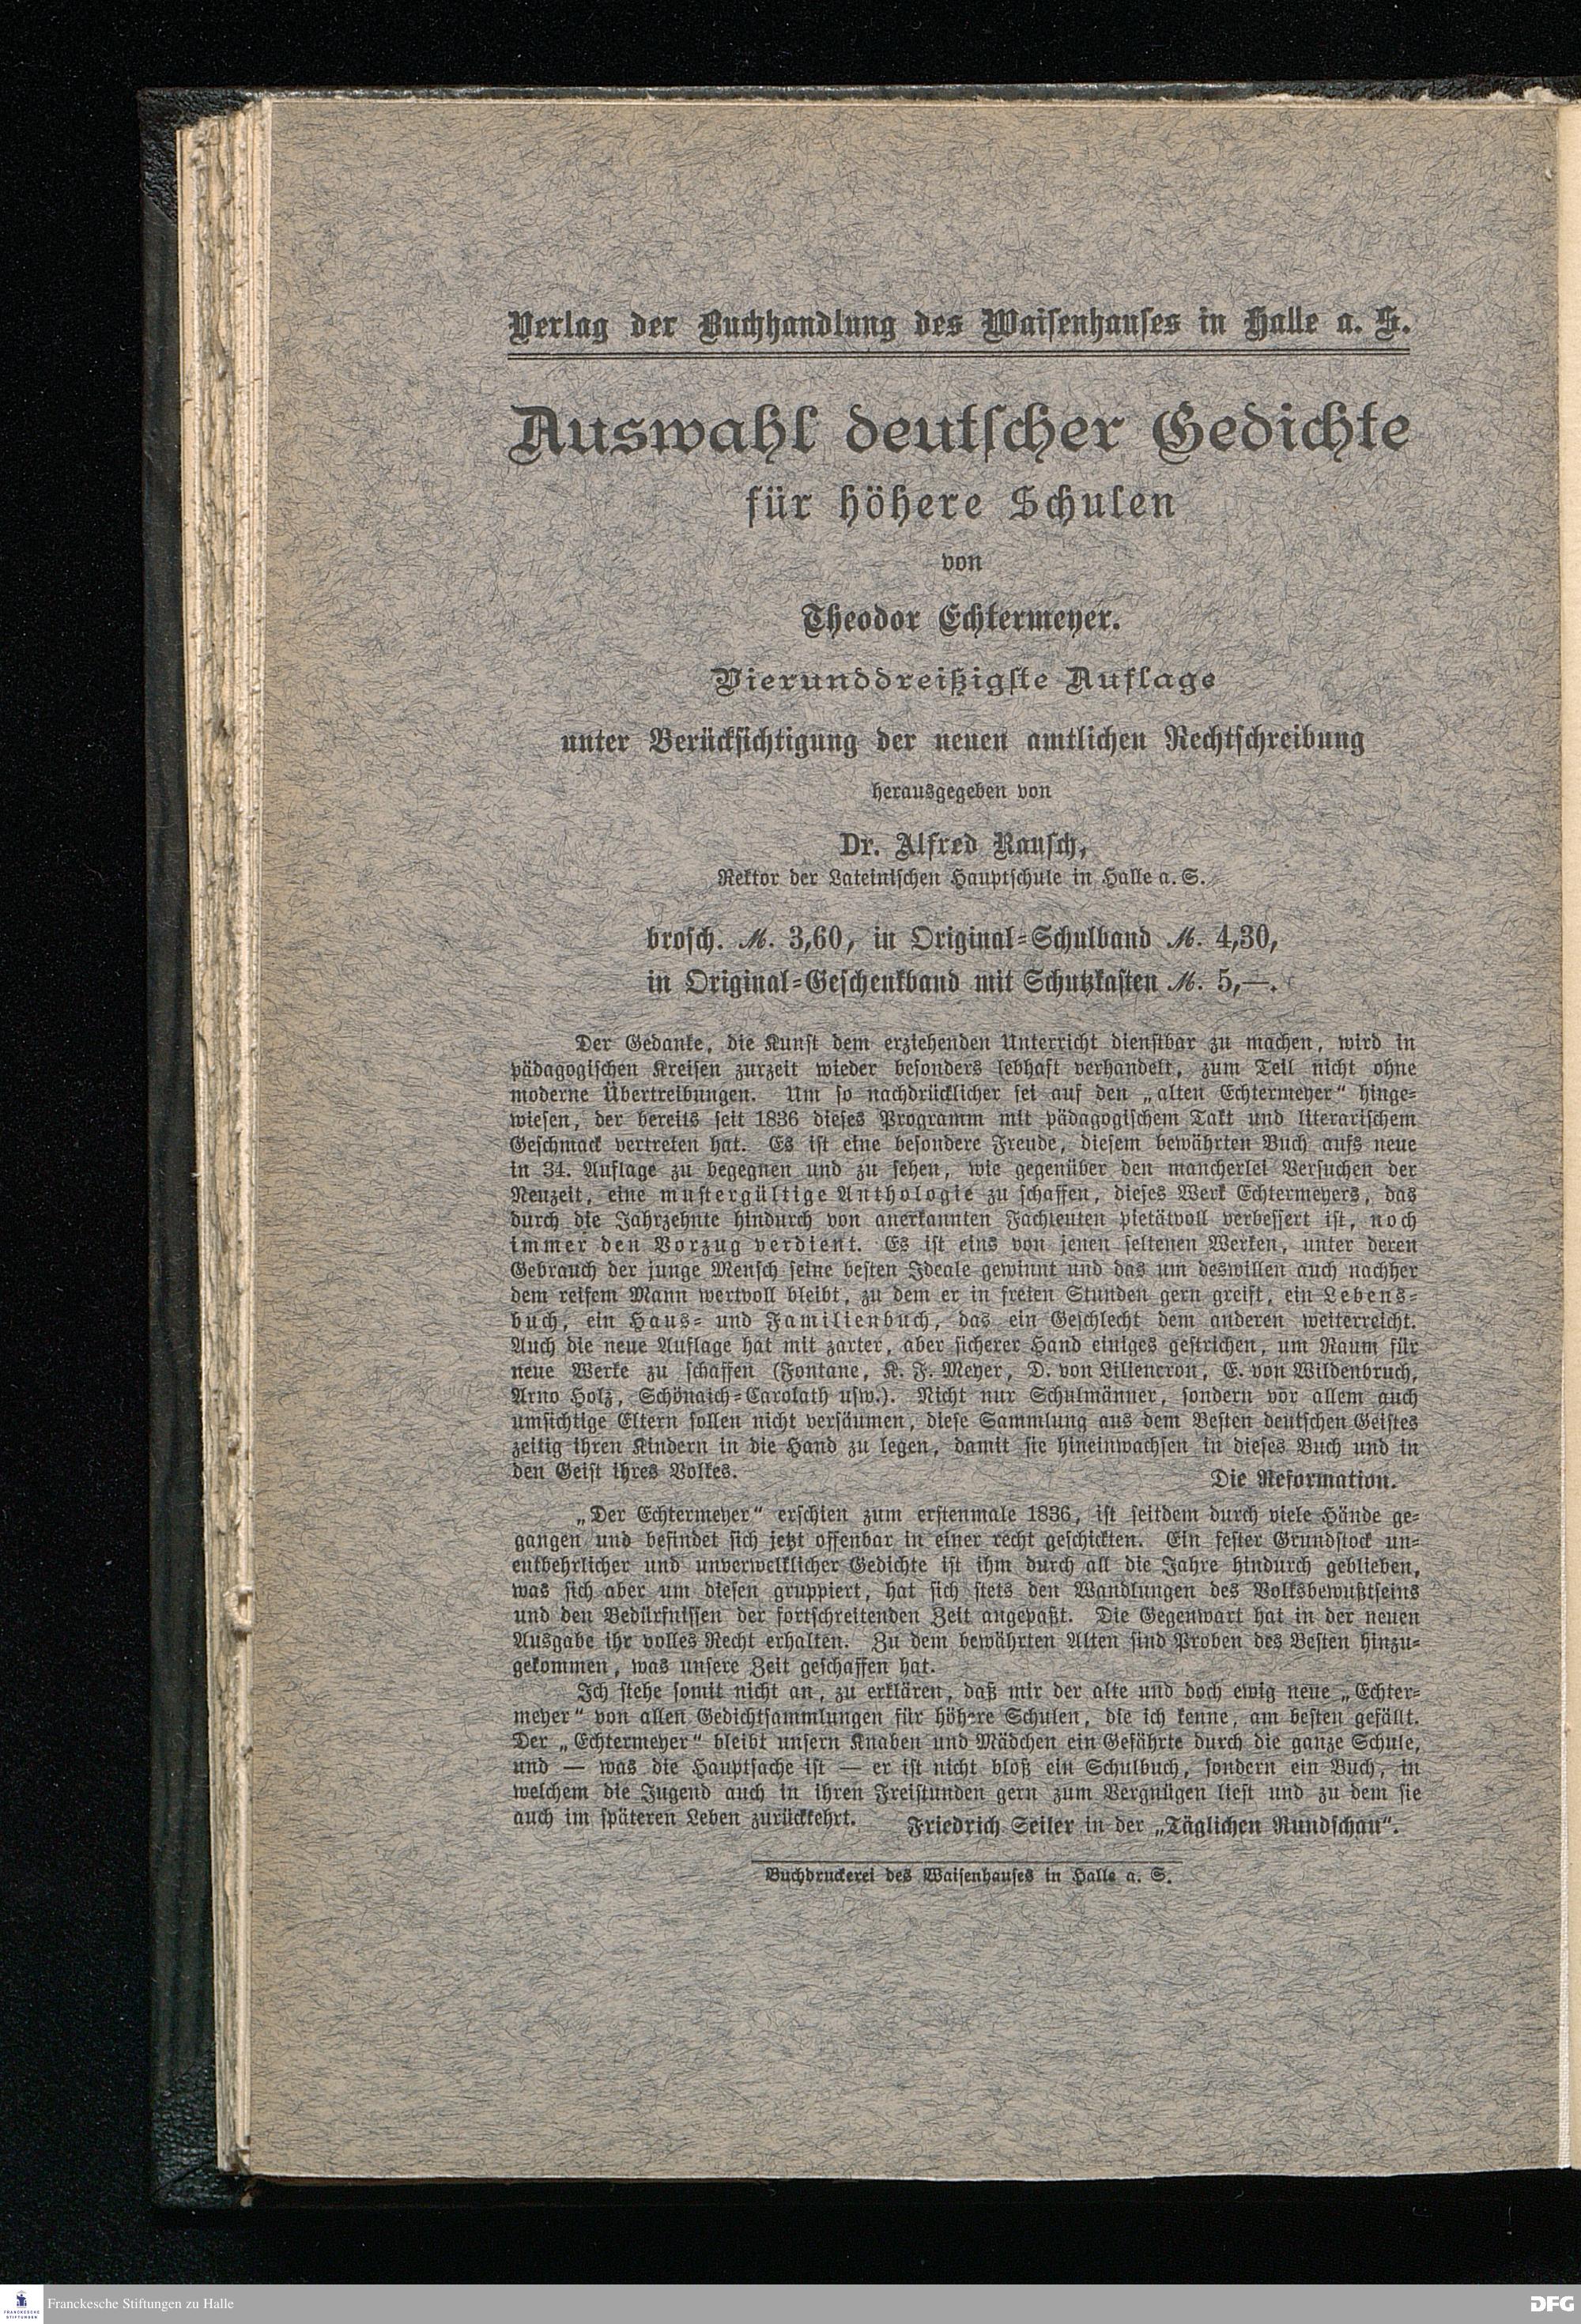 Verlag der Buchhandlung des Waisenhauses in Halle a. S.
Auswahl deutscher Gedichte
für höhere Schulen
von
Theodor Echtermeyer.
Vierunddreißigste Auflage
unter Berücksichtigung der neuen amtlichen Rechtschreibung
herausgegeben von
Dr. Alfred Rausch,
Rektor der Lateinischen Hauptschule in Halle a. S.
brosch. M. 3,60, in Original-Schulband M. 4,30,
in Original-Geschenkband mit Schutzkasten M. 5,—.
Der Gedanke, die Kunst dem erziehenden Unterricht dienstbar zu machen, wird in
pädagogischen Kreisen zurzeit wieder besonders lebhaft verhandelt, zum Teil nicht ohne
moderne Übertreibungen. Um so nachdrücklicher sei auf den „alten Echtermeyer“ hinge-
wiesen, der bereits seit 1836 dieses Programm mit pädagogischem Takt und literarischem
Geschmack vertreten hat. Es ist eine besondere Freude, diesem bewährten Buch aufs neue
in 34. Auflage zu begegnen und zu sehen, wie gegenüber den mancherlei Versuchen der
Neuzeit, eine mustergültige Anthologie zu schaffen, dieses Werk Echtermeyers, das
durch die Jahrzehnte hindurch von anerkannten Fachleuten pietätvoll verbessert ist, noch
immer den Vorzug verdient. Es ist eins von jenen seltenen Werken, unter deren
Gebrauch der junge Mensch seine besten Ideale gewinnt und das um deswillen auch nachher
dem reifem Mann wertvoll bleibt, zu dem er in freien Stunden gern greift, ein Lebens-
buch, ein Haus- und Familienbuch, das ein Geschlecht dem anderen weiterreicht.
Auch die neue Auflage hat mit zarter, aber sicherer Hand einiges gestrichen, um Raum für
neue Werke zu schaffen (Fontane, K. F. Meyer, D. von Liliencron, E. von Wildenbruch,
Arno Holz, Schönaich-Carolath usw.). Nicht nur Schulmänner, sondern vor allem auch
umsichtige Eltern sollen nicht versäumen, diese Sammlung aus dem Besten deutschen Geistes
zeitig ihren Kindern in die Hand zu legen, damit sie hineinwachsen in dieses Buch und in
den Geist ihres Volkes.
Die Reformation.
„Der Echtermeyer“ erschien zum erstenmale 1836, ist seitdem durch viele Hände ge-
gangen und befindet sich jetzt offenbar in einer recht geschickten. Ein fester Grundstock un-
entbehrlicher und unverwelklicher Gedichte ist ihm durch all die Jahre hindurch geblieben,
was sich aber um diesen gruppiert, hat sich stets den Wandlungen des Volksbewußtseins
und den Bedürfnissen der fortschreitenden Zeit angepaßt. Die Gegenwart hat in der neuen
Ausgabe ihr volles Recht erhalten. Zu dem bewährten Alten sind Proben des Besten hinzu-
gekommen, was unsere Zeit geschaffen hat.
Ich stehe somit nicht an, zu erklären, daß mir der alte und doch ewig neue „Echter-
meyer“ von allen Gedichtsammlungen für höhere Schulen, die ich kenne, am besten gefällt.
Der „Echtermeyer“ bleibt unsern Knaben und Mädchen ein Gefährte durch die ganze Schule,
und — was die Hauptsache ist — er ist nicht bloß ein Schulbuch, sondern ein Buch, in
welchem die Jugend auch in ihren Freistunden gern zum Vergnügen liest und zu dem sie
auch im späteren Leben zurückkehrt.
Friedrich Seiler in der „Täglichen Rundschau“.
Buchdruckerei des Waisenhauses in Halle a. S.
FRANCKESCHE
STIFTUNGEN
Franckesche Stiftungen zu Halle
DFG